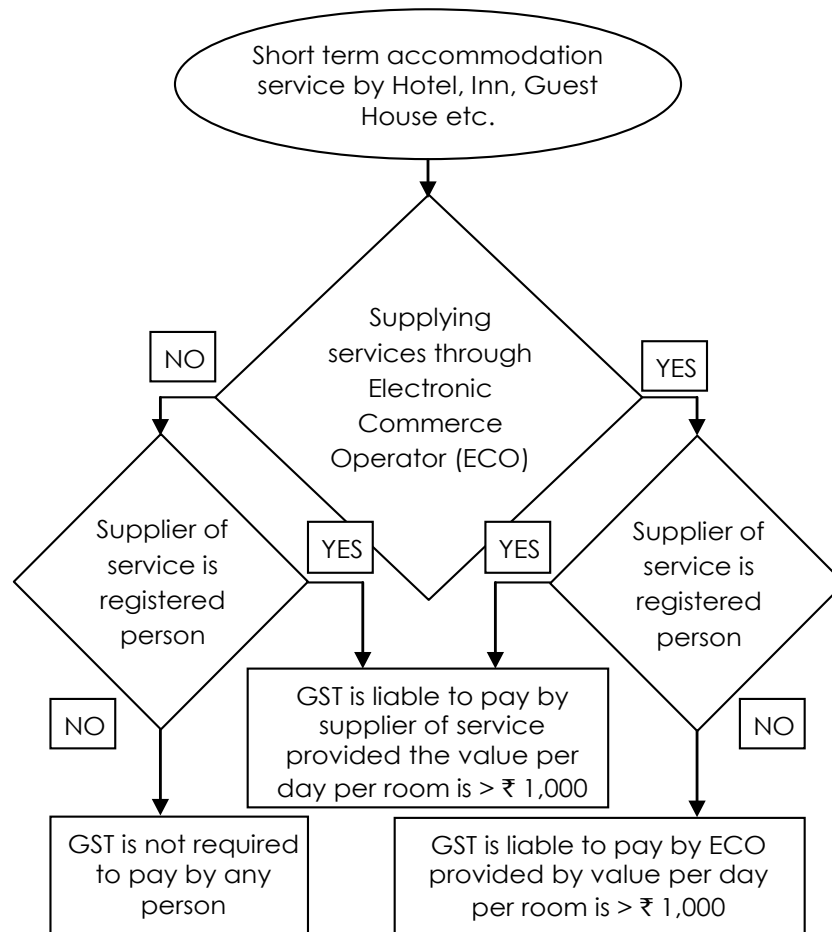 Short term accommodation
service by Hotel, Inn, Guest
House etc.
Supplying
services through
Electronic
Commerce
Operator (ECO)
NO
YES
Supplier of
service is
registered
person
YES
YES
Supplier of
service is
registered
person
NO
GST is liable to pay by
supplier of service
provided the value per
day per room is > ₹ 1,000
NO
GST is not required
to pay by any
person
GST is liable to pay by ECO
provided by value per day
per room is > ₹ 1,000